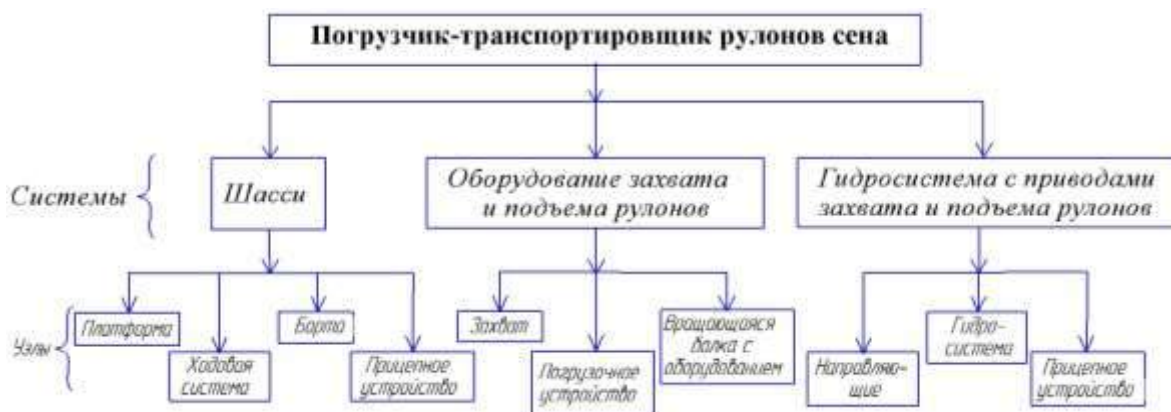 Погрузчик-транспортировщик рулонов сена
Системы
Шасси
Оборудование захвата
и подъема рулонов
Гидросистема с приводами
захвата и подъема рулонов
Узлы
Платформа
Ходовая
система
Борта
Прицепное
устройство
Захват
Погрузочное
устройство
Вращающаяся
балка с
оборудованием
Направляю-
щие
Гидро-
система
Прицепное
устройство